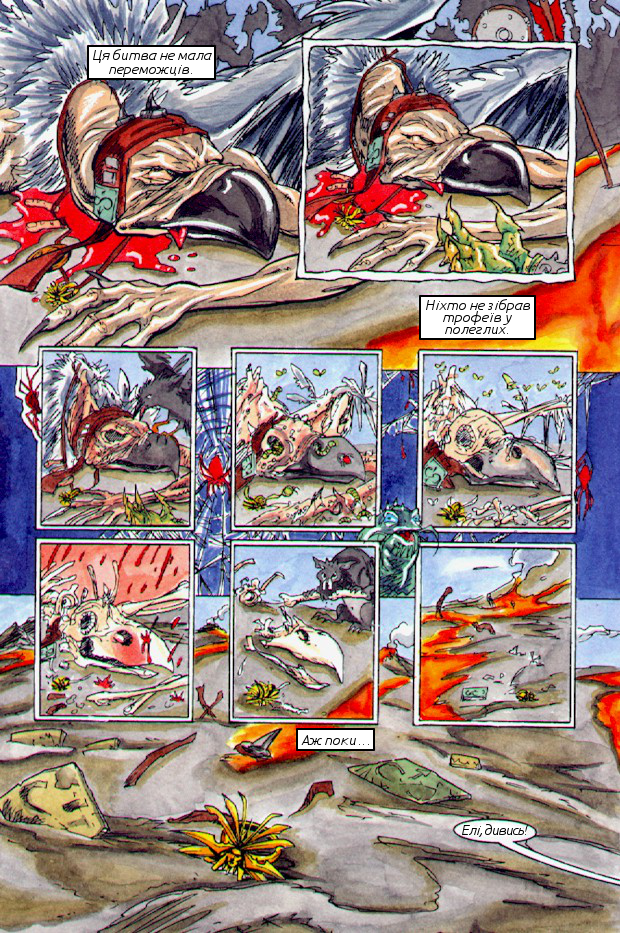 Ця битва не мала
переможців.
Ніхто не зібрав
трофеїв у
полеглих.
Аж поки...
Елі, дивись!